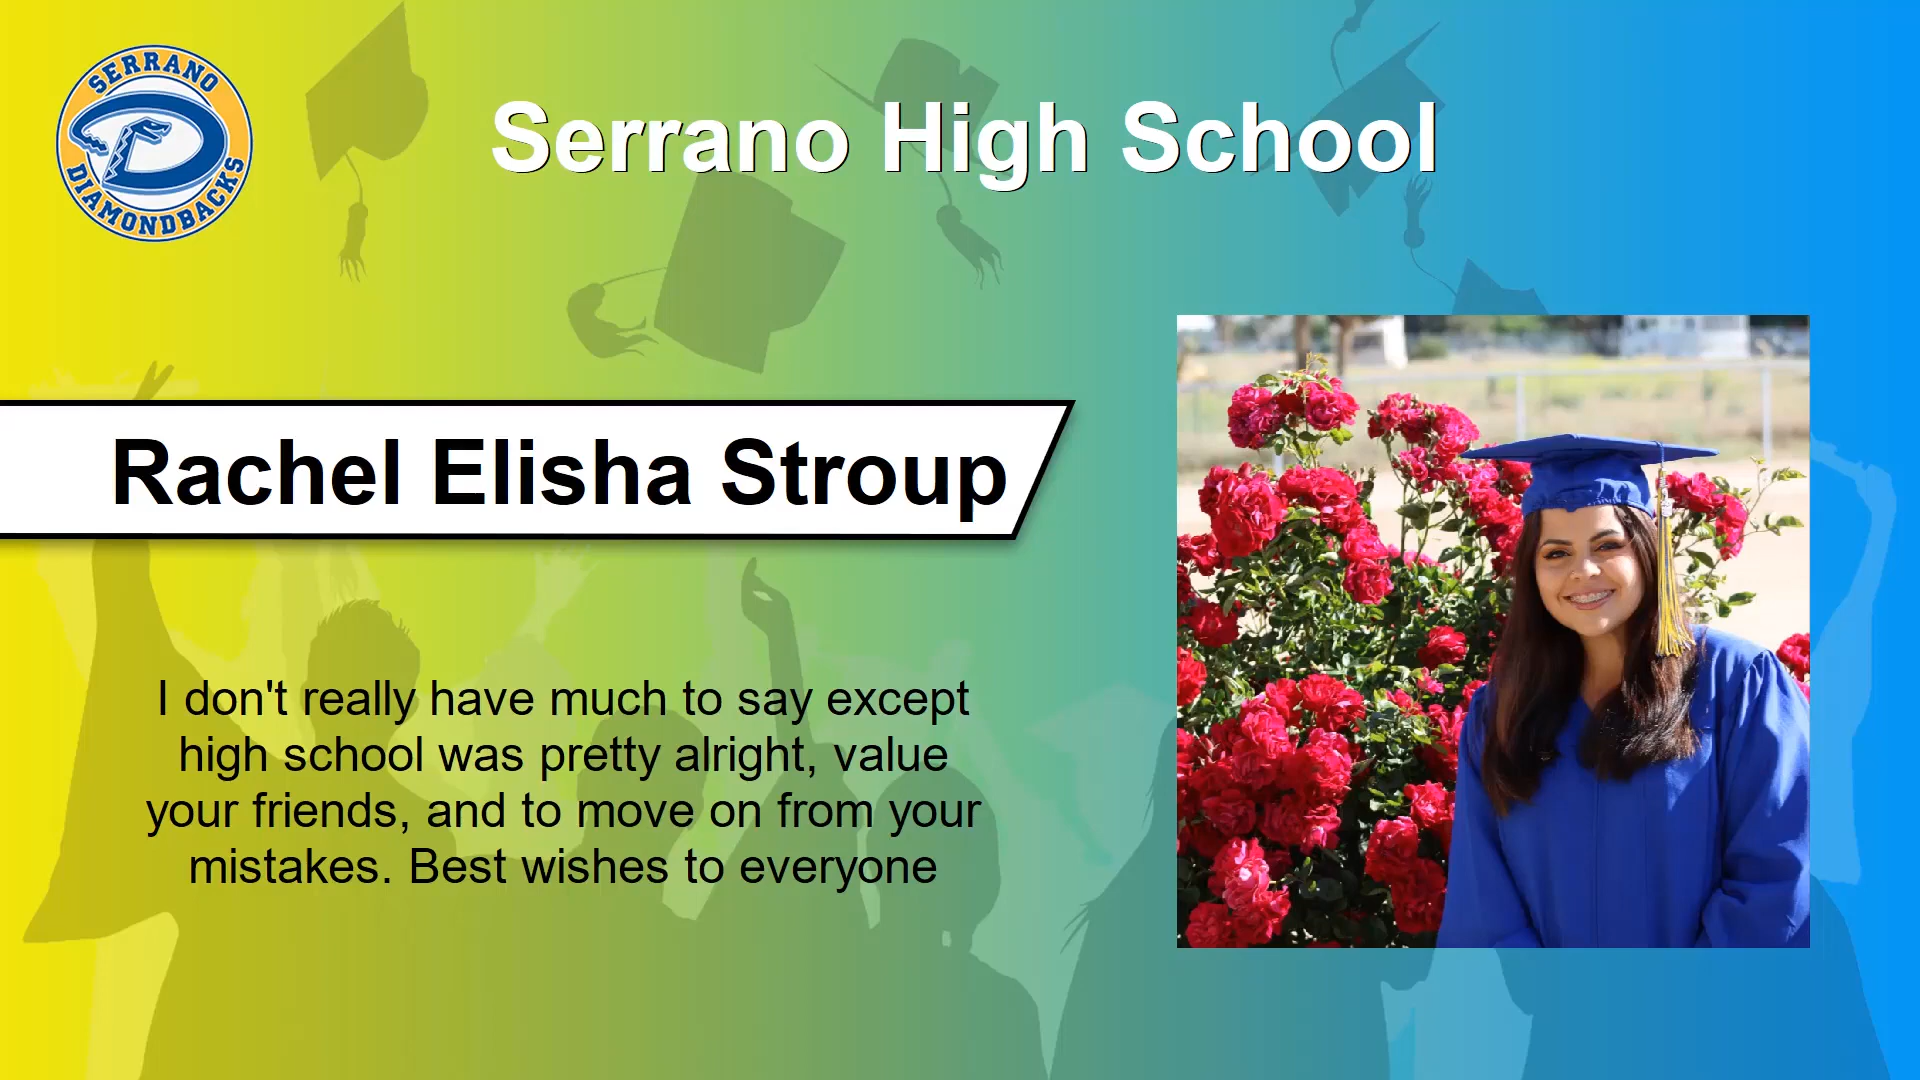 SERRANO
DIAMONDBACKS
Serrano High School
Rachel Elisha Stroup
I don't really have much to say except
high school was pretty alright, value
your friends, and to move on from your
mistakes. Best wishes to everyone